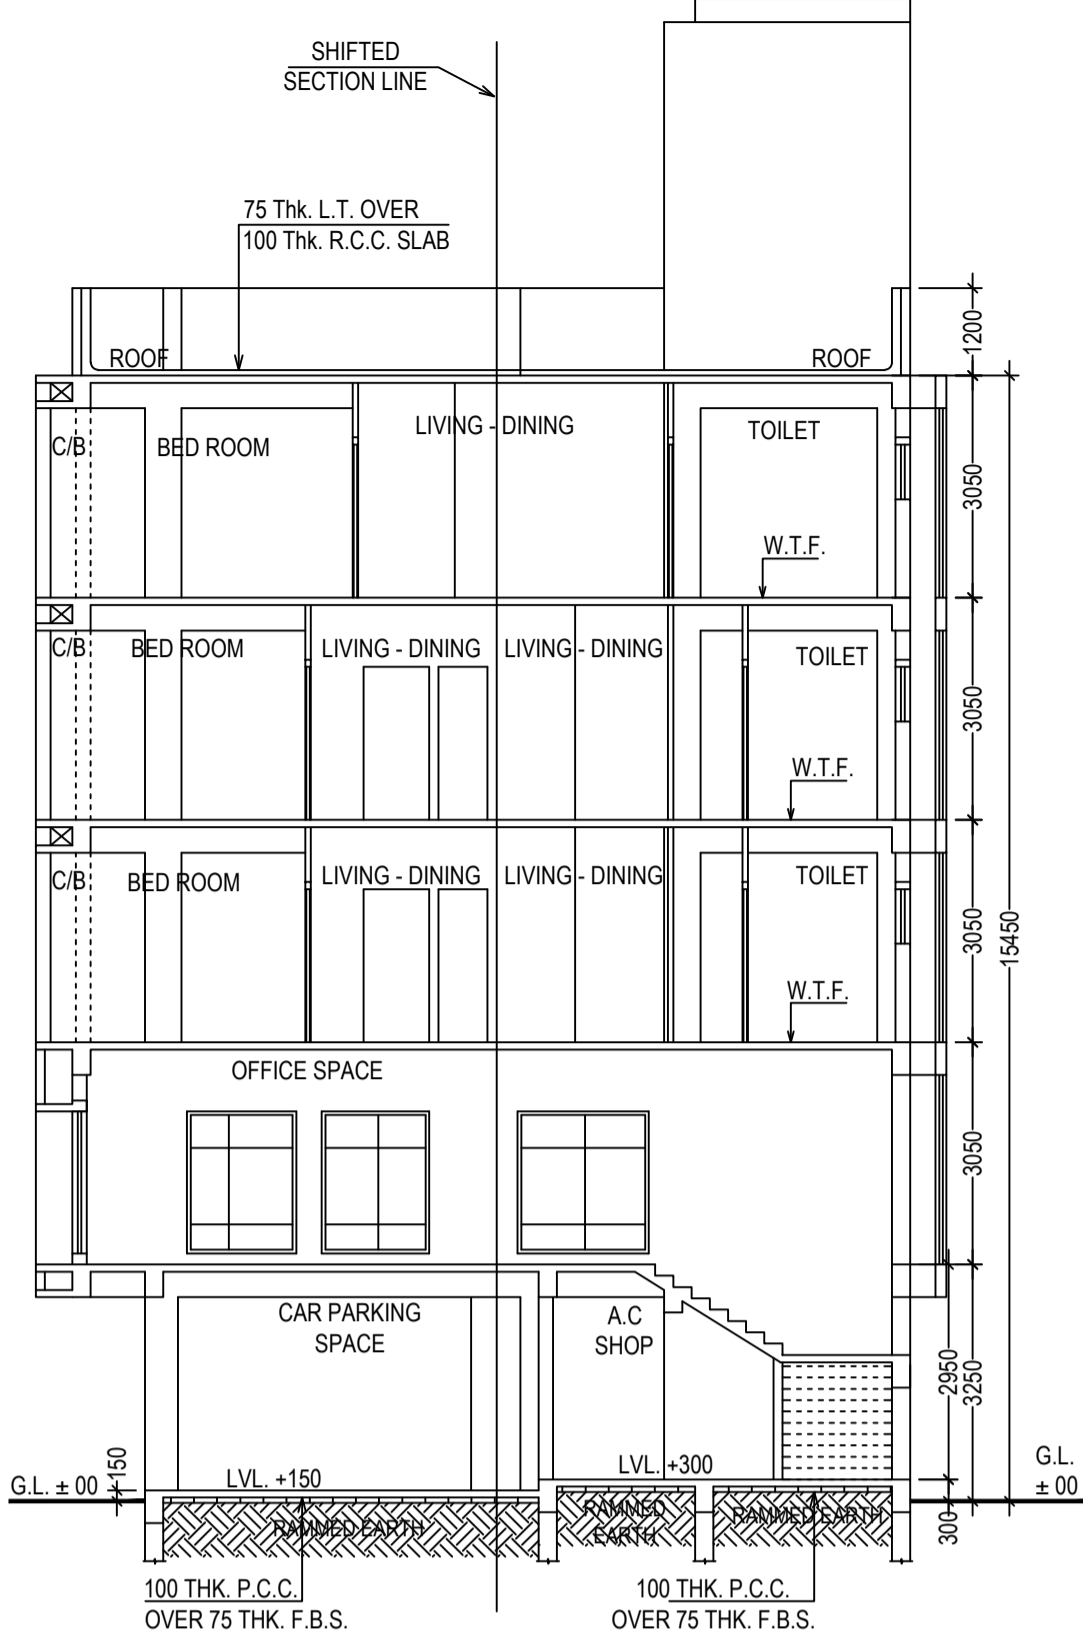 SHIFTED
SECTION LINE
75 Thk. L.T. OVER
100 Thk. R.C.C. SLAB
1200
ROOF
ROOF
C/B
BED ROOM
LIVING - DINING
TOILET
3050
W.T.F.
C/B
BED ROOM
LIVING - DINING
LIVING - DINING
TOILET
3050
W.T.F.
C/B
BED ROOM
LIVING - DINING
LIVING - DINING
TOILET
3050
15450
W.T.F.
OFFICE SPACE
3050
CAR PARKING
SPACE
A.C
SHOP
2950
3250
150
LVL. +150
LVL. +300
G.L. ± 00
G.L.
± 00
300
RAMMED EARTH
RAMMED
EARTH
RAMMED EARTH
100 THK. P.C.C.
OVER 75 THK. F.B.S.
100 THK. P.C.C.
OVER 75 THK. F.B.S.